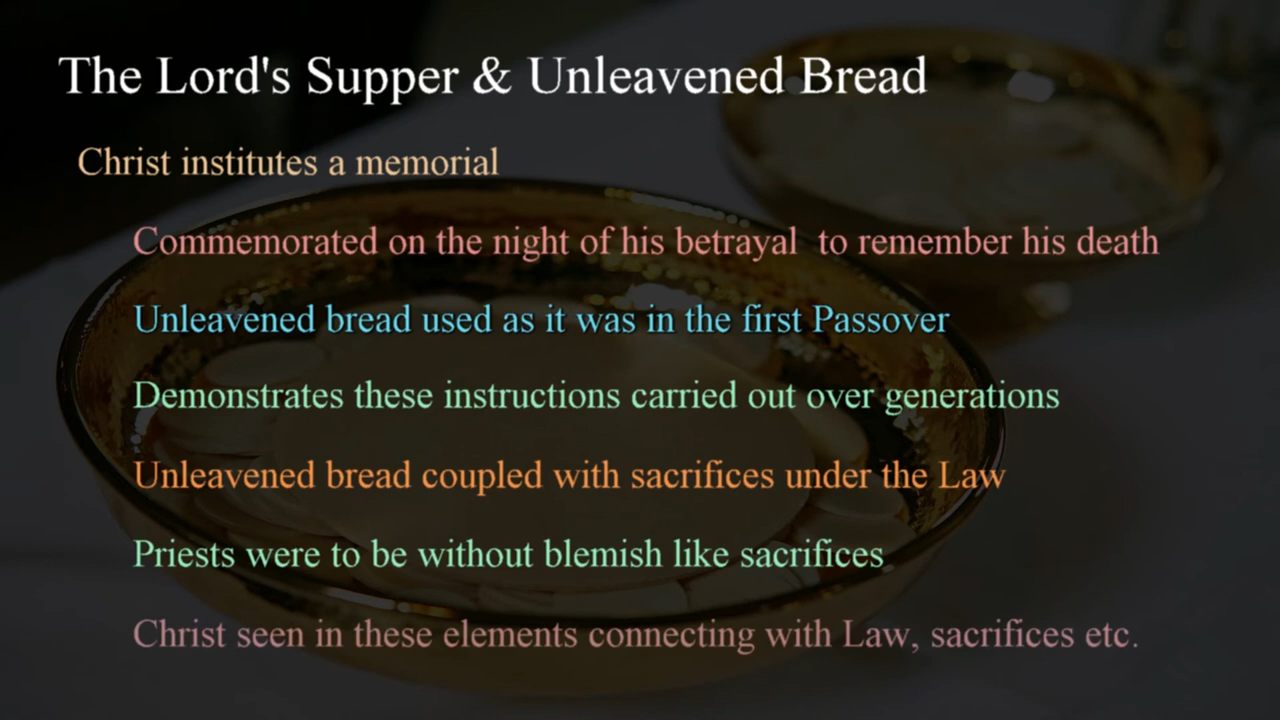 The Lord's Supper & Unleavened Bread
Christ institutes a memorial
Commemorated on the night of his betrayal  to remember his death
Unleavened bread used as it was in the first Passover
Demonstrates these instructions carried out over generations
Unleavened bread coupled with sacrifices under the Law
Priests were to be without blemish like sacrifices
Christ seen in these elements connecting with Law, sacrifices etc.